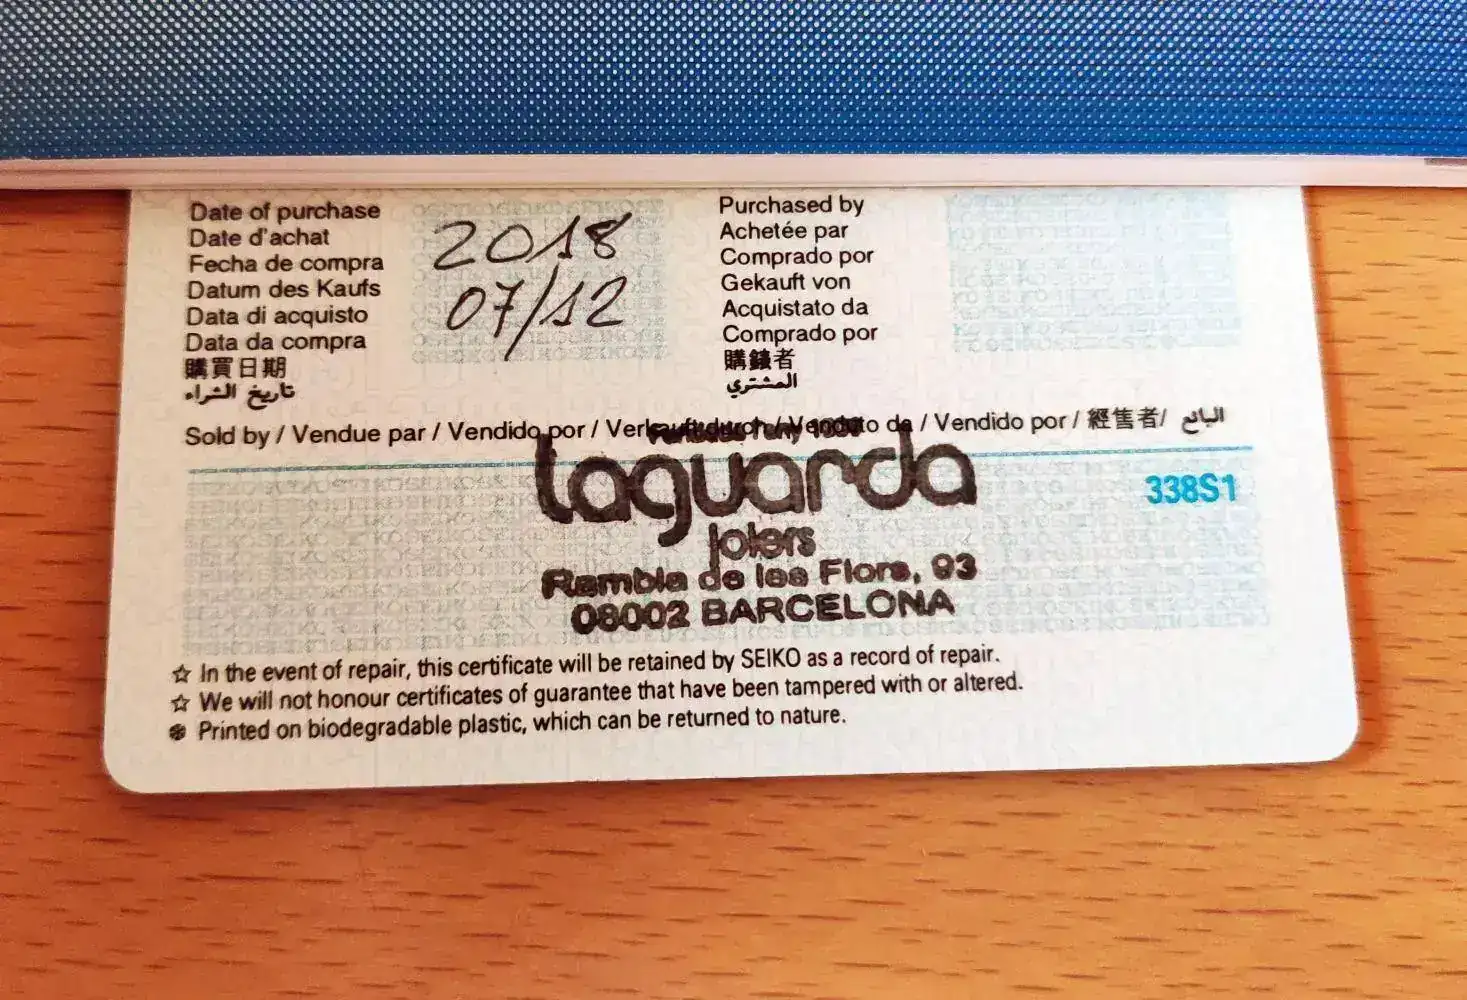 Date of purchase
Date d'achat
Fecha de compra
Datum des Kaufs
Data di acquisto
Data da compra
購買日期
تاريخ الشراء
2018
07/12
Purchased by
Achetée par
Comprado por
Gekauft von
Acquistato da
Comprado por
購錶者
المشتري
Sold by / Vendue par / Vendido por / Verkauft durch / Venduto da / Vendido por / 經售者/ البائع
laguarda
joiers
338S1
Rambla de les Flors, 93
08002 BARCELONA
☆ In the event of repair, this certificate will be retained by SEIKO as a record of repair.
☆ We will not honour certificates of guarantee that have been tampered with or altered.
Printed on biodegradable plastic, which can be returned to nature.